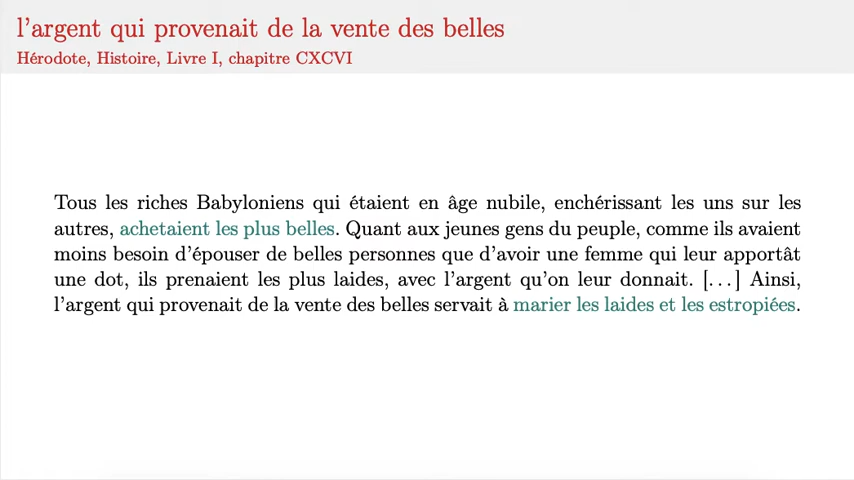 l’argent qui provenait de la vente des belles
Hérodote, Histoire, Livre I, chapitre CXCVI
Tous les riches Babyloniens qui étaient en âge nubile, enchérissant les uns sur les
autres, achetaient les plus belles. Quant aux jeunes gens du peuple, comme ils avaient
moins besoin d’épouser de belles personnes que d’avoir une femme qui leur apportât
une dot, ils prenaient les plus laides, avec l’argent qu’on leur donnait. [...] Ainsi,
l’argent qui provenait de la vente des belles servait à marier les laides et les estropiées.